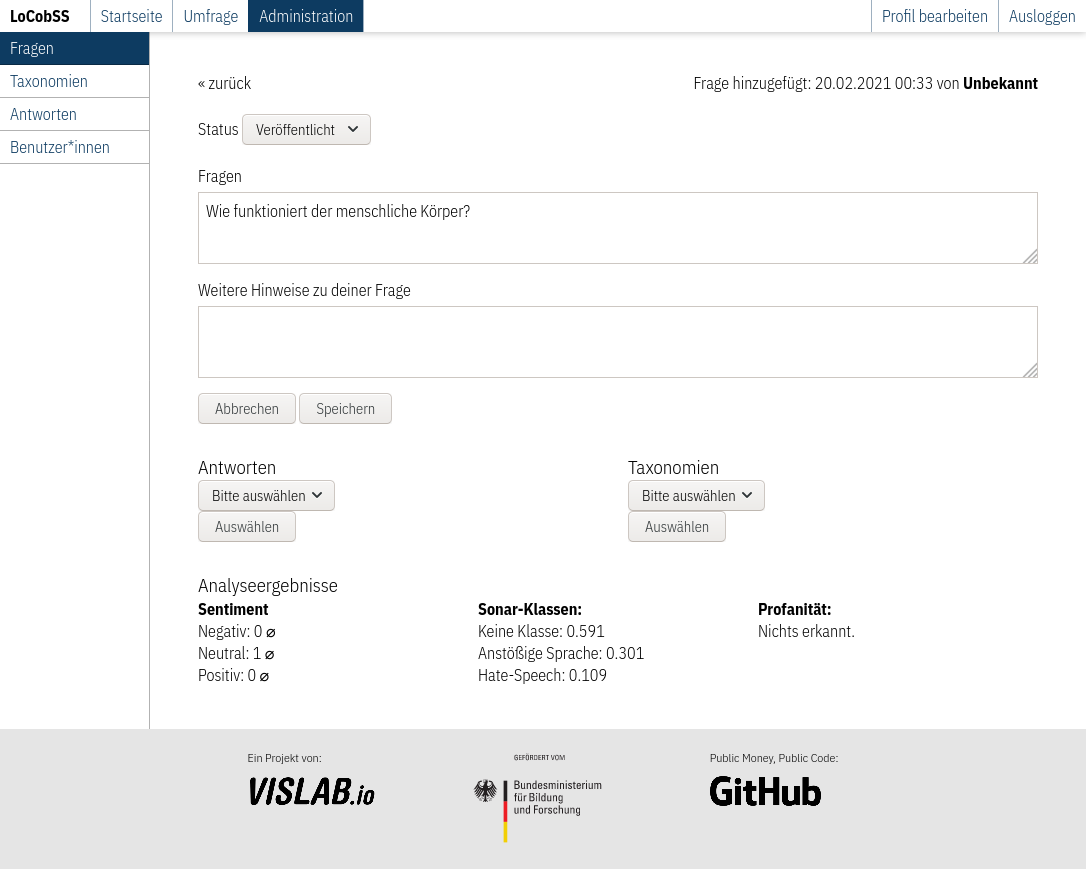 LoCobSS Startseite Umfrage Administration Profil bearbeiten Ausloggen
Fragen
Taxonomien
Antworten
Benutzer*innen
« zurück Frage hinzugefügt: 20.02.2021 00:33 von Unbekannt
Status Veröffentlicht
Fragen
Wie funktioniert der menschliche Körper?
Weitere Hinweise zu deiner Frage
Abbrechen Speichern
Antworten
Bitte auswählen
Auswählen
Taxonomien
Bitte auswählen
Auswählen
Analyseergebnisse
Sentiment
Negativ: 0 ⌀
Neutral: 1 ⌀
Positiv: 0 ⌀
Sonar-Klassen:
Keine Klasse: 0.591
Anstößige Sprache: 0.301
Hate-Speech: 0.109
Profanität:
Nichts erkannt.
Ein Projekt von:
VISLAB.io
GEFÖRDERT VOM
Bundesministerium
für Bildung
und Forschung
Public Money, Public Code:
GitHub